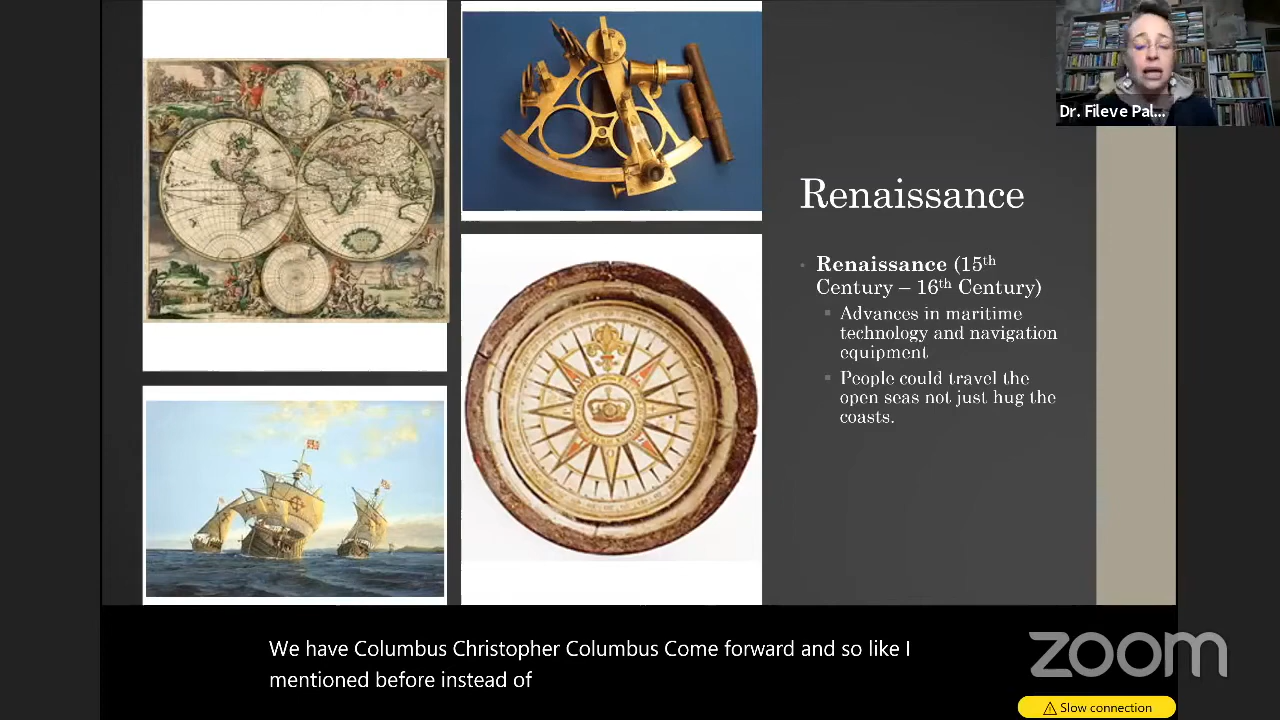 Dr. Fileve Pal...
Renaissance
• Renaissance (15th
Century – 16th Century)
▪ Advances in maritime
technology and navigation
equipment
▪ People could travel the
open seas not just hug the
coasts.
We have Columbus Christopher Columbus Come forward and so like I
mentioned before instead of
zoom
⚠ Slow connection